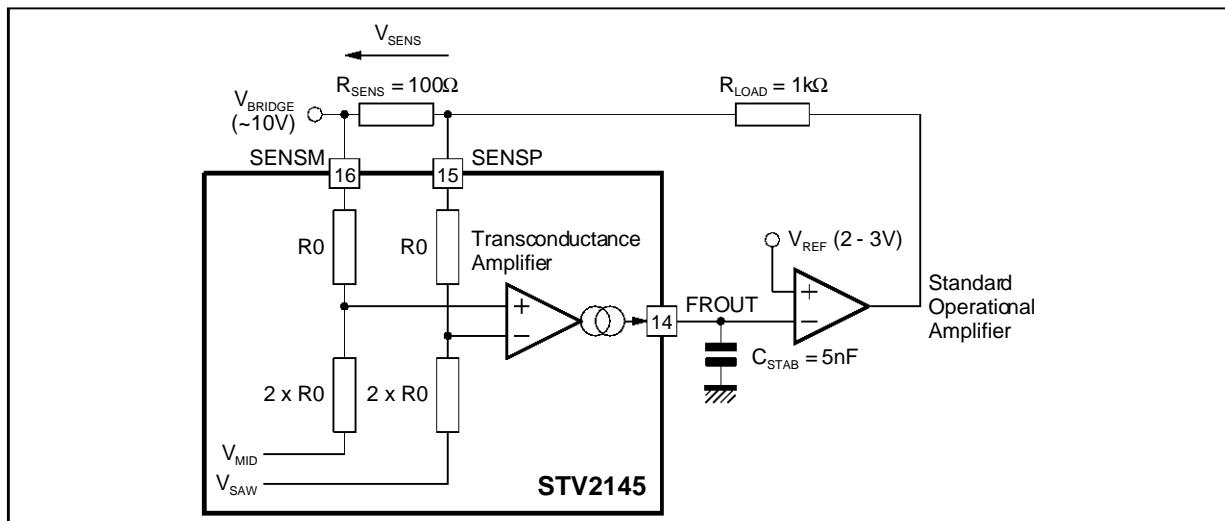 V_SENS
R_SENS = 100Ω
R_LOAD = 1kΩ
V_BRIDGE
(~10V)
SENSM
SENSP
16
15
R0
R0
Transconductance
Amplifier
V_REF (2 - 3V)
+
−
14
FROUT
+
−
Standard
Operational
Amplifier
C_STAB = 5nF
2 x R0
2 x R0
V_MID
V_SAW
STV2145